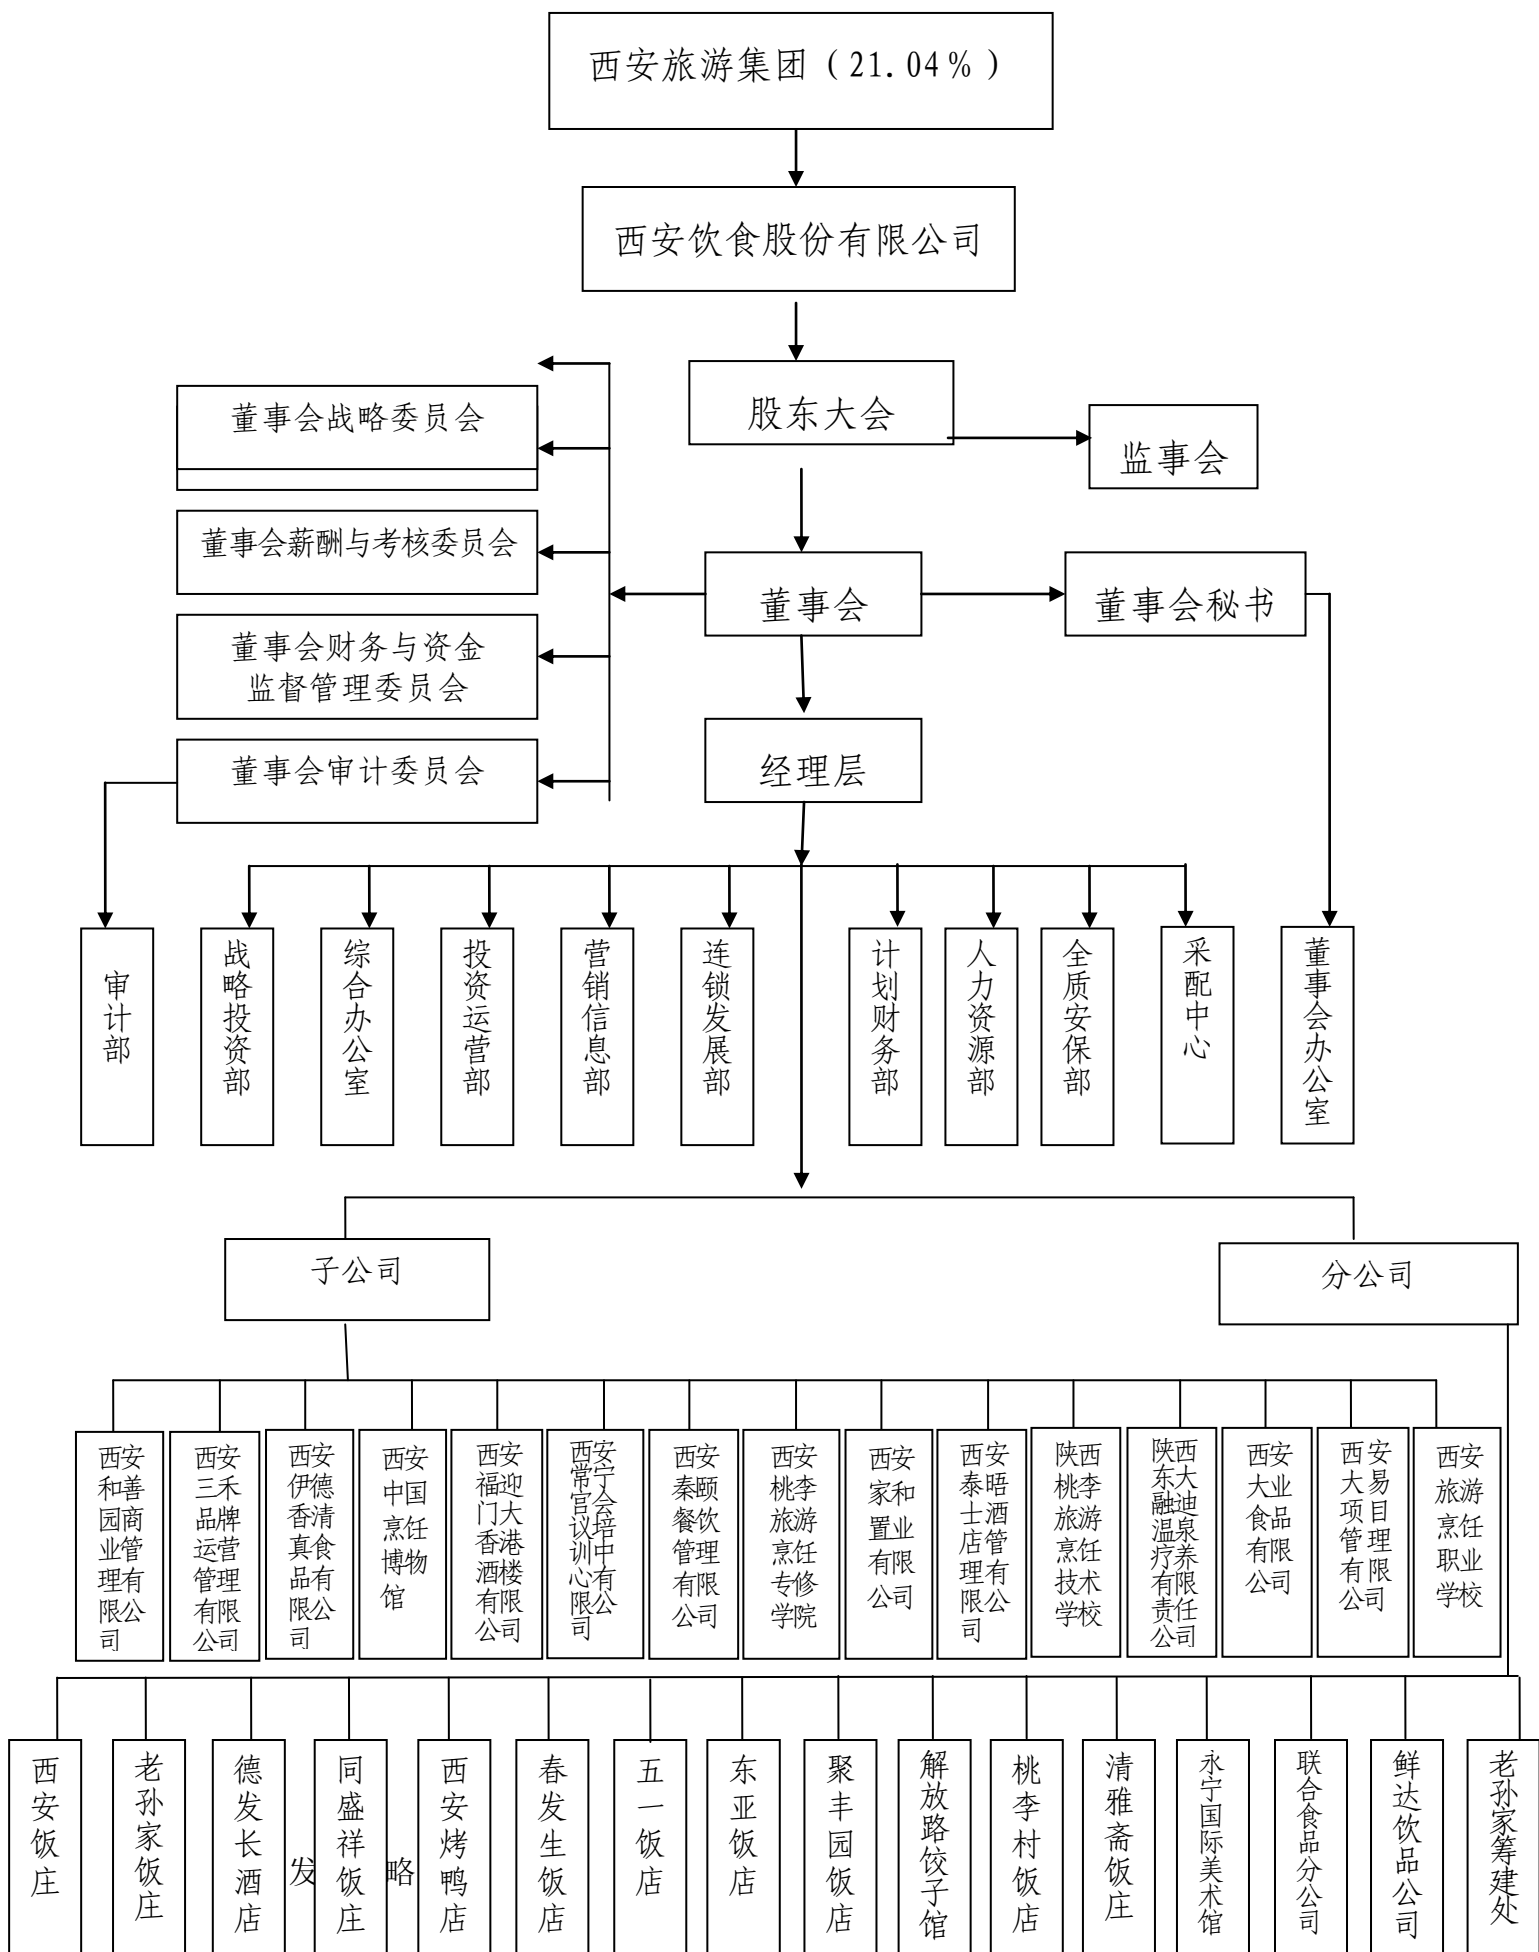 西安旅游集团（21.04%）
西安饮食股份有限公司
股东大会
监事会
董事会战略委员会
董事会薪酬与考核委员会
董事会
董事会秘书
董事会财务与资金
监督管理委员会
董事会审计委员会
经理层
审计部
战略投资部
综合办公室
投资运营部
营销信息部
连锁发展部
计划财务部
人力资源部
全质安保部
采配中心
董事会办公室
子公司
分公司
西安和善园商业管理有限公司
西安三禾品牌运营管理有限公司
西安伊德香清真食品有限公司
西安中国烹饪博物馆
西安福迎门大香港酒楼有限公司
西安常宁宫会议培训中心有限公司
西安秦颐餐饮管理有限公司
西安桃李旅游烹饪专修学院
西安家和置业有限公司
西安泰晤士酒店管理有限公司
陕西桃李旅游烹饪技术学校
陕西东大融迪温泉疗养有限责任公司
西安大业食品有限公司
西安大易项目管理有限公司
西安旅游烹饪职业学校
西安饭庄
老孙家饭庄
德发长酒店
发
同盛祥饭庄
略
西安烤鸭店
春发生饭店
五一饭店
东亚饭店
聚丰园饭店
解放路饺子馆
桃李村饭店
清雅斋饭庄
永宁国际美术馆
联合食品分公司
鲜达饮品公司
老孙家筹建处